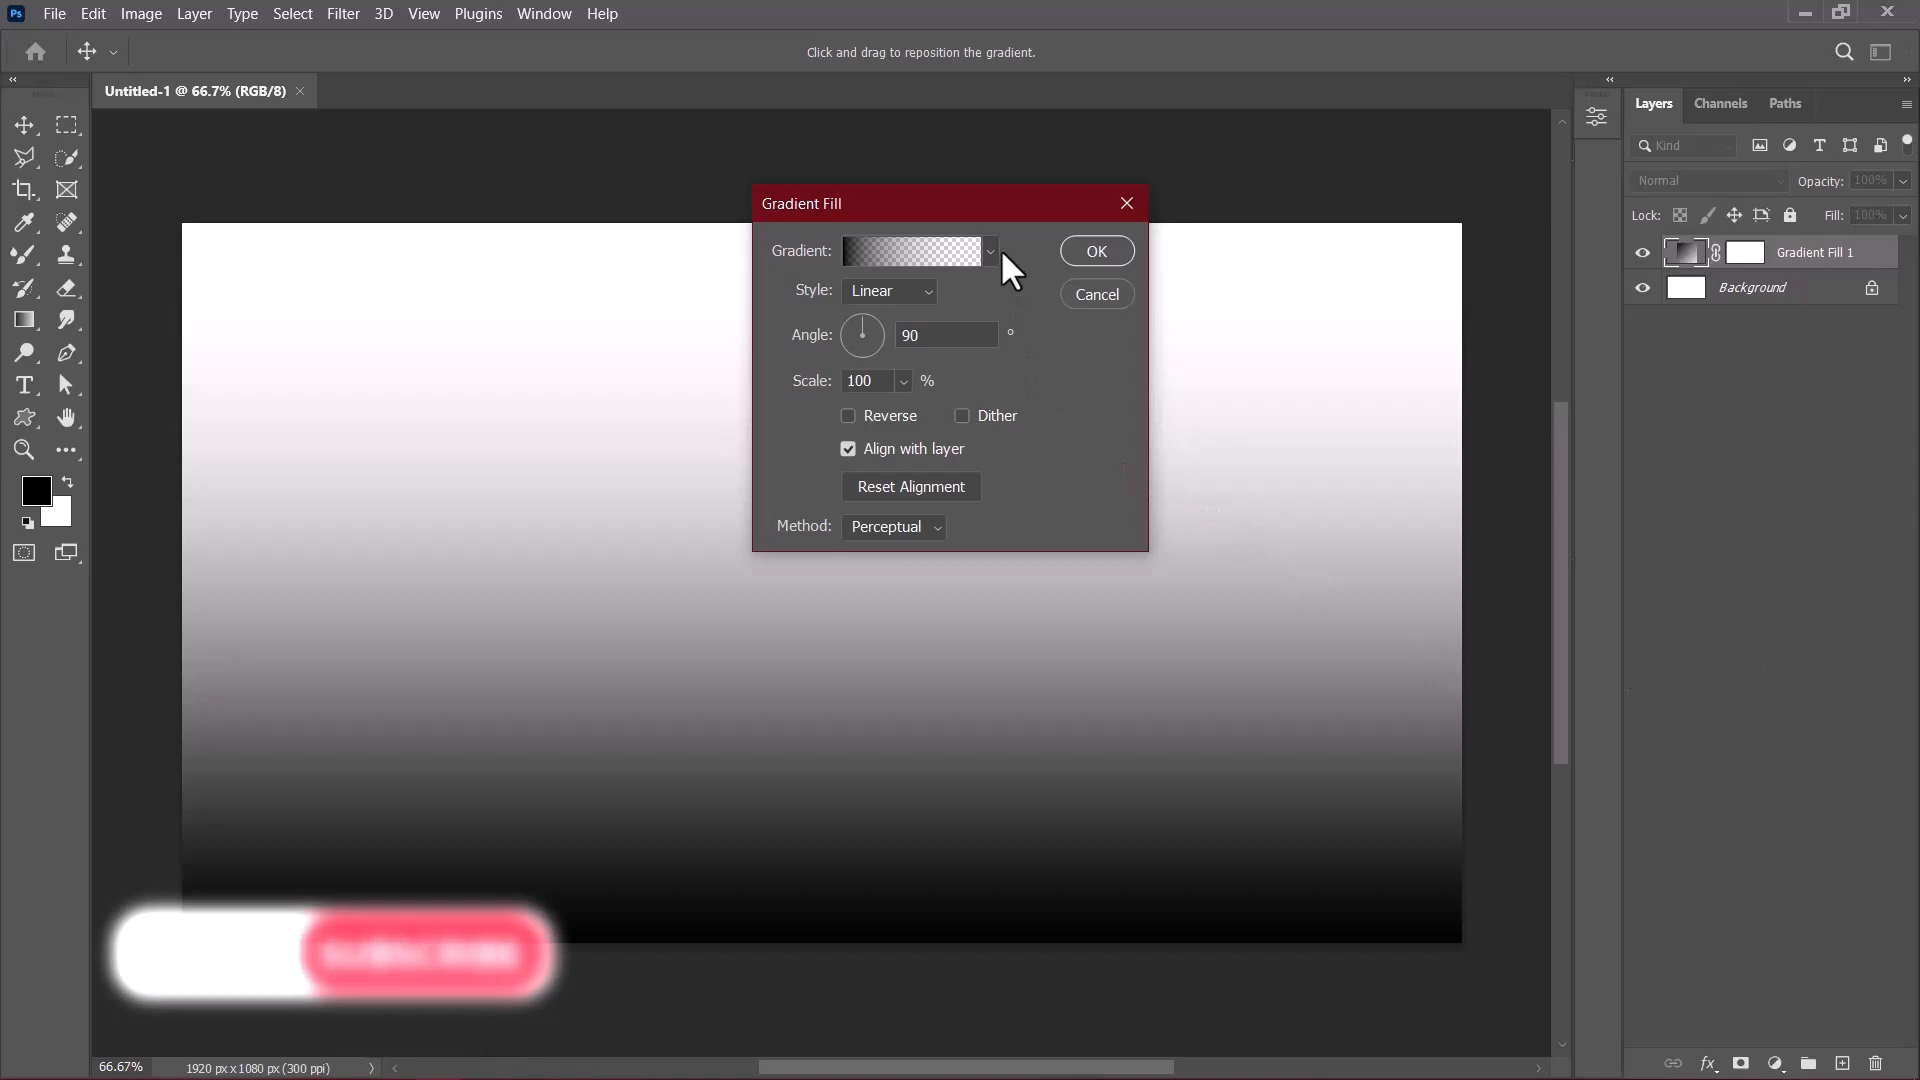 Ps File Edit Image Layer Type Select Filter 3D View Plugins Window Help
Click and drag to reposition the gradient.
Untitled-1 @ 66.7% (RGB/8)
Layers Channels Paths
Kind
Normal Opacity: 100%
Lock: Fill: 100%
Gradient Fill 1
Background
Gradient Fill
Gradient: OK
Style: Linear Cancel
Angle: 90 °
Scale: 100 %
Reverse Dither
Align with layer
Reset Alignment
Method: Perceptual
SUBSCRIBE
66.67% 1920 px x 1080 px (300 ppi)
fx